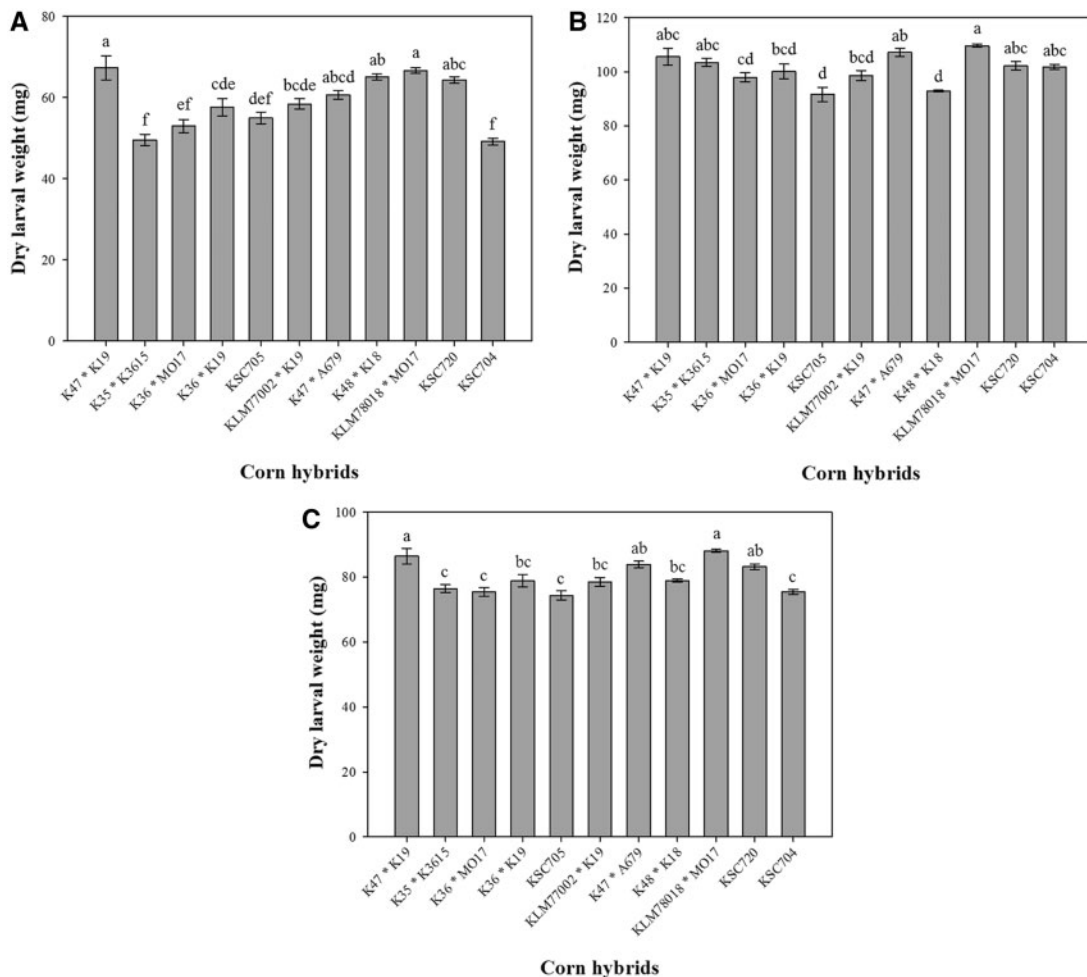 A
Dry larval weight (mg)
80
60
40
20
0
a
f
ef
cde
def
bcde
abcd
ab
a
abc
f
K47 * K19
K35 * K3615
K36 * MO17
K36 * K19
KSC705
KLM77002 * K19
K47 * A679
K48 * K18
KLM78018 * MO17
KSC720
KSC704
Corn hybrids
B
Dry larval weight (mg)
120
100
80
60
40
20
0
abc
abc
cd
bcd
d
bcd
ab
d
a
abc
abc
K47 * K19
K35 * K3615
K36 * MO17
K36 * K19
KSC705
KLM77002 * K19
K47 * A679
K48 * K18
KLM78018 * MO17
KSC720
KSC704
Corn hybrids
C
Dry larval weight (mg)
100
80
60
40
20
0
a
c
c
bc
c
bc
ab
bc
a
ab
c
K47 * K19
K35 * K3615
K36 * MO17
K36 * K19
KSC705
KLM77002 * K19
K47 * A679
K48 * K18
KLM78018 * MO17
KSC720
KSC704
Corn hybrids